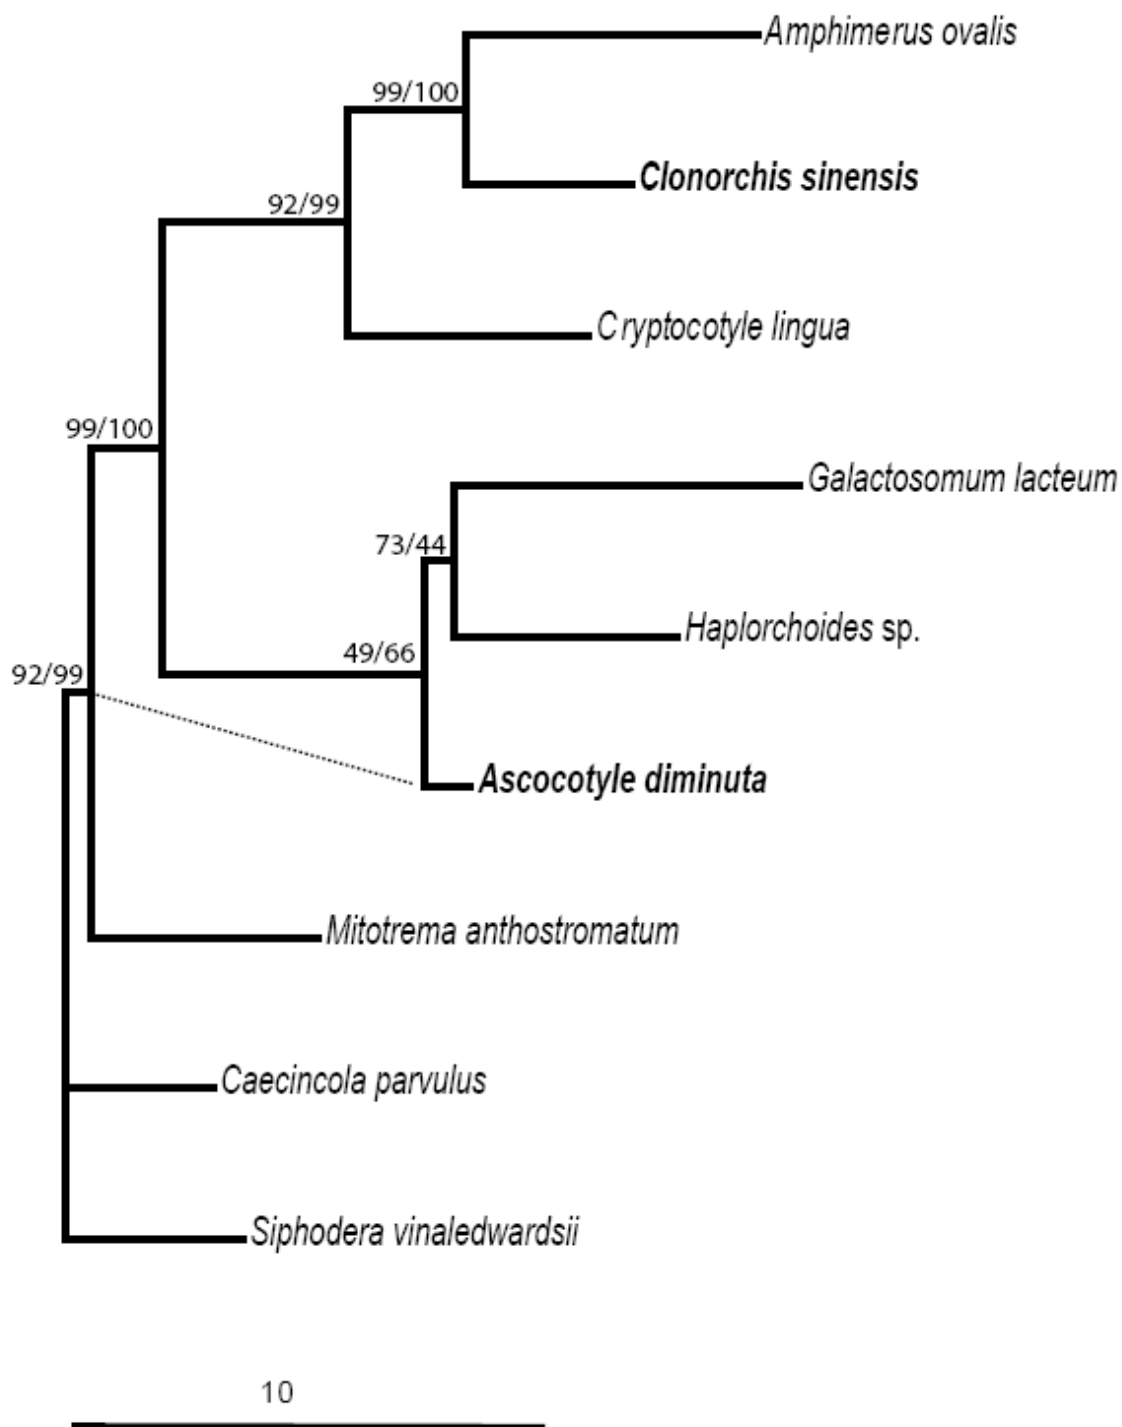 Amphimerus ovalis
99/100
Clonorchis sinensis
92/99
Cryptocotyle lingua
99/100
Galactosomum lacteum
73/44
Haplorchoides sp.
49/66
92/99
Ascocotyle diminuta
Mitotrema anthostromatum
Caecincola parvulus
Siphodera vinaledwardsii
10